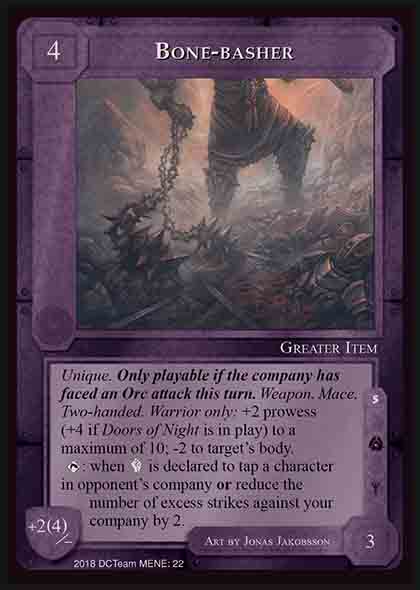 4
BONE-BASHER
GREATER ITEM
Unique. Only playable if the company has
faced an Orc attack this turn. Weapon. Mace.
Two-handed. Warrior only: +2 prowess
(+4 if Doors of Night is in play) to a
maximum of 10; -2 to target's body.
: when is declared to tap a character
in opponent's company or reduce the
number of excess strikes against your
company by 2.
S
+2(4)
/–
ART BY JONAS JAKOBSSON
3
2018 DCTeam MENE: 22